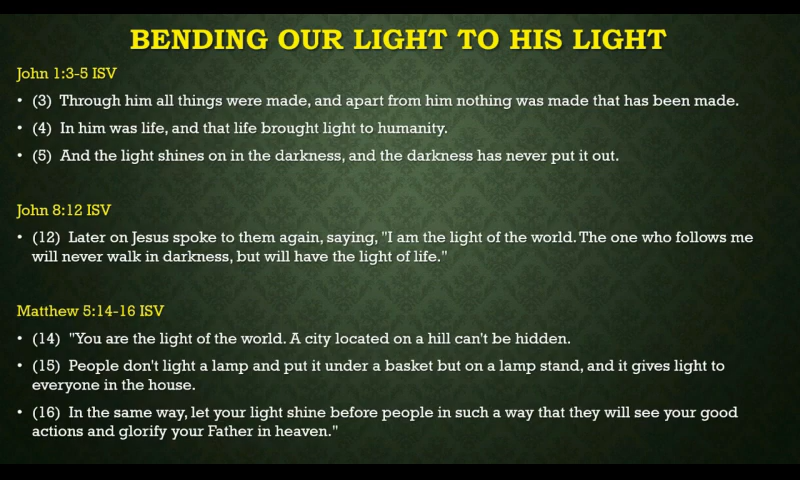 BENDING OUR LIGHT TO HIS LIGHT
John 1:3-5 ISV
• (3) Through him all things were made, and apart from him nothing was made that has been made.
• (4) In him was life, and that life brought light to humanity.
• (5) And the light shines on in the darkness, and the darkness has never put it out.
John 8:12 ISV
• (12) Later on Jesus spoke to them again, saying, "I am the light of the world. The one who follows me
will never walk in darkness, but will have the light of life."
Matthew 5:14-16 ISV
• (14) "You are the light of the world. A city located on a hill can't be hidden.
• (15) People don't light a lamp and put it under a basket but on a lamp stand, and it gives light to
everyone in the house.
• (16) In the same way, let your light shine before people in such a way that they will see your good
actions and glorify your Father in heaven."